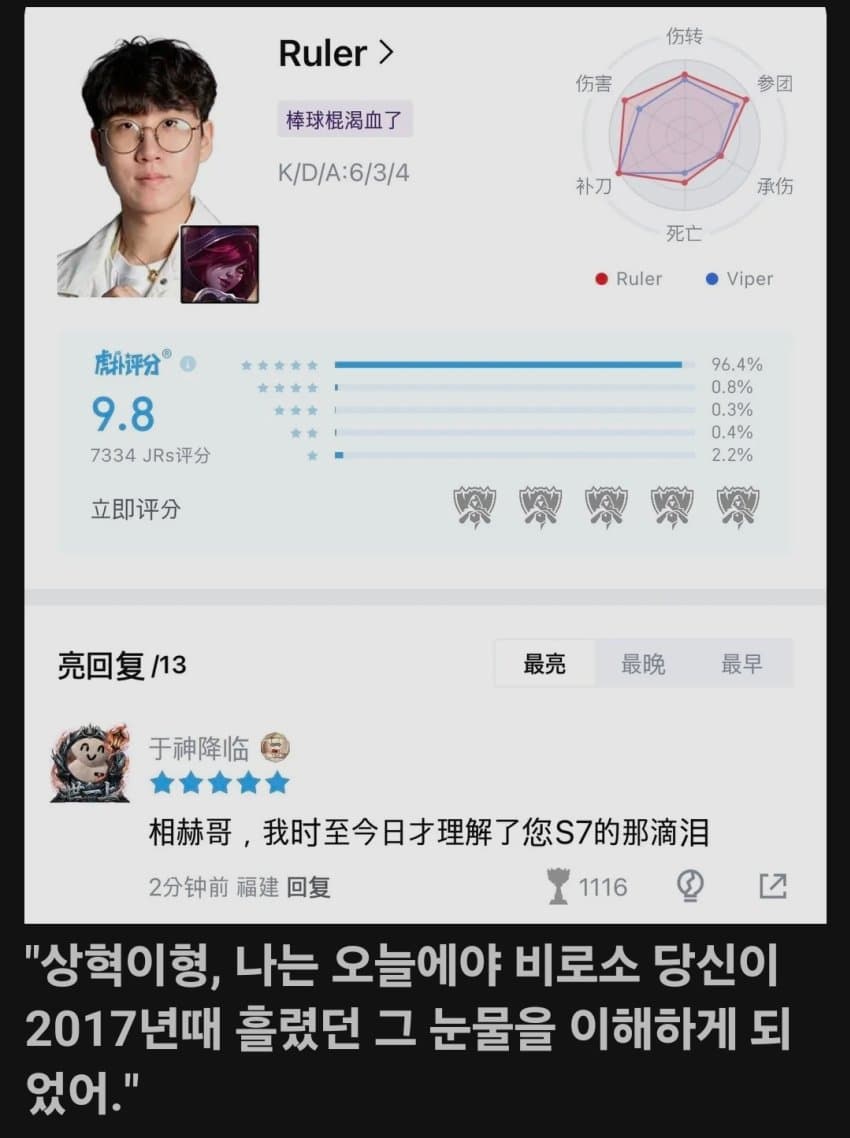 Ruler >
棒球棍渴血了
K/D/A:6/3/4
伤转
伤害
参团
补刀
承伤
死亡
Ruler
Viper
虎扑评分®
9.8
7334 JRs评分
96.4%
0.8%
0.3%
0.4%
2.2%
立即评分
亮回复/13
最亮 最晚 最早
于神降临
相赫哥，我时至今日才理解了您S7的那滴泪
2分钟前 福建 回复
1116
"상혁이형, 나는 오늘에야 비로소 당신이
2017년때 흘렸던 그 눈물을 이해하게 되
었어."